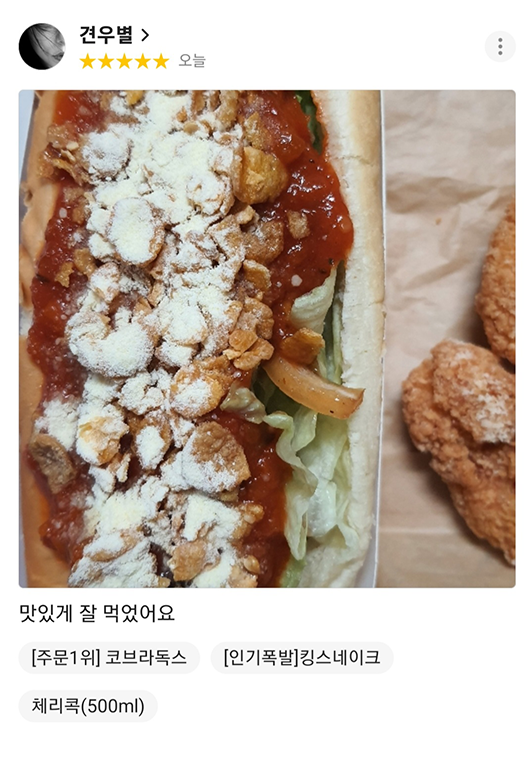 견우별
★★★★★ 오늘
맛있게 잘 먹었어요
[주문1위] 코브라독스 [인기폭발]킹스네이크
체리콕(500ml)